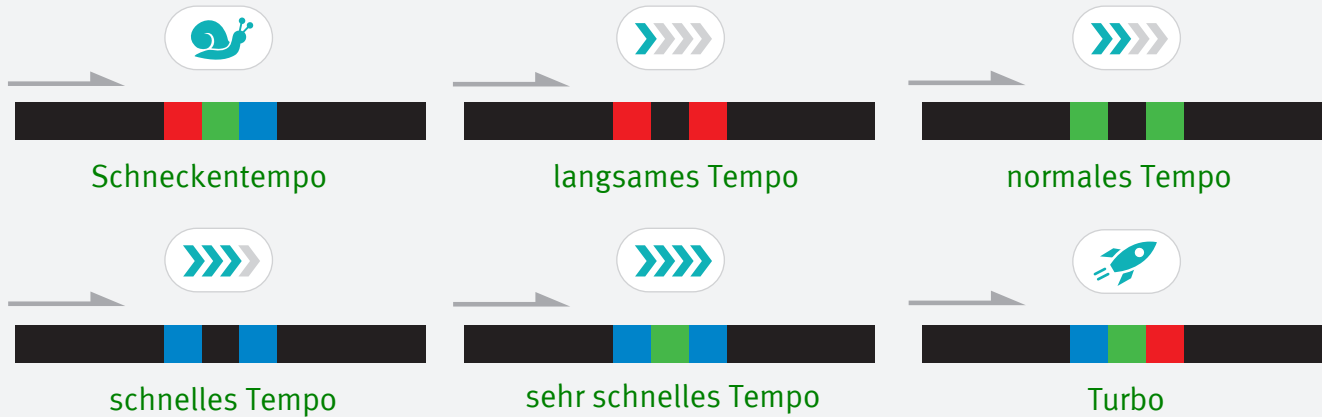 Schneckentempo
langsames Tempo
normales Tempo
schnelles Tempo
sehr schnelles Tempo
Turbo